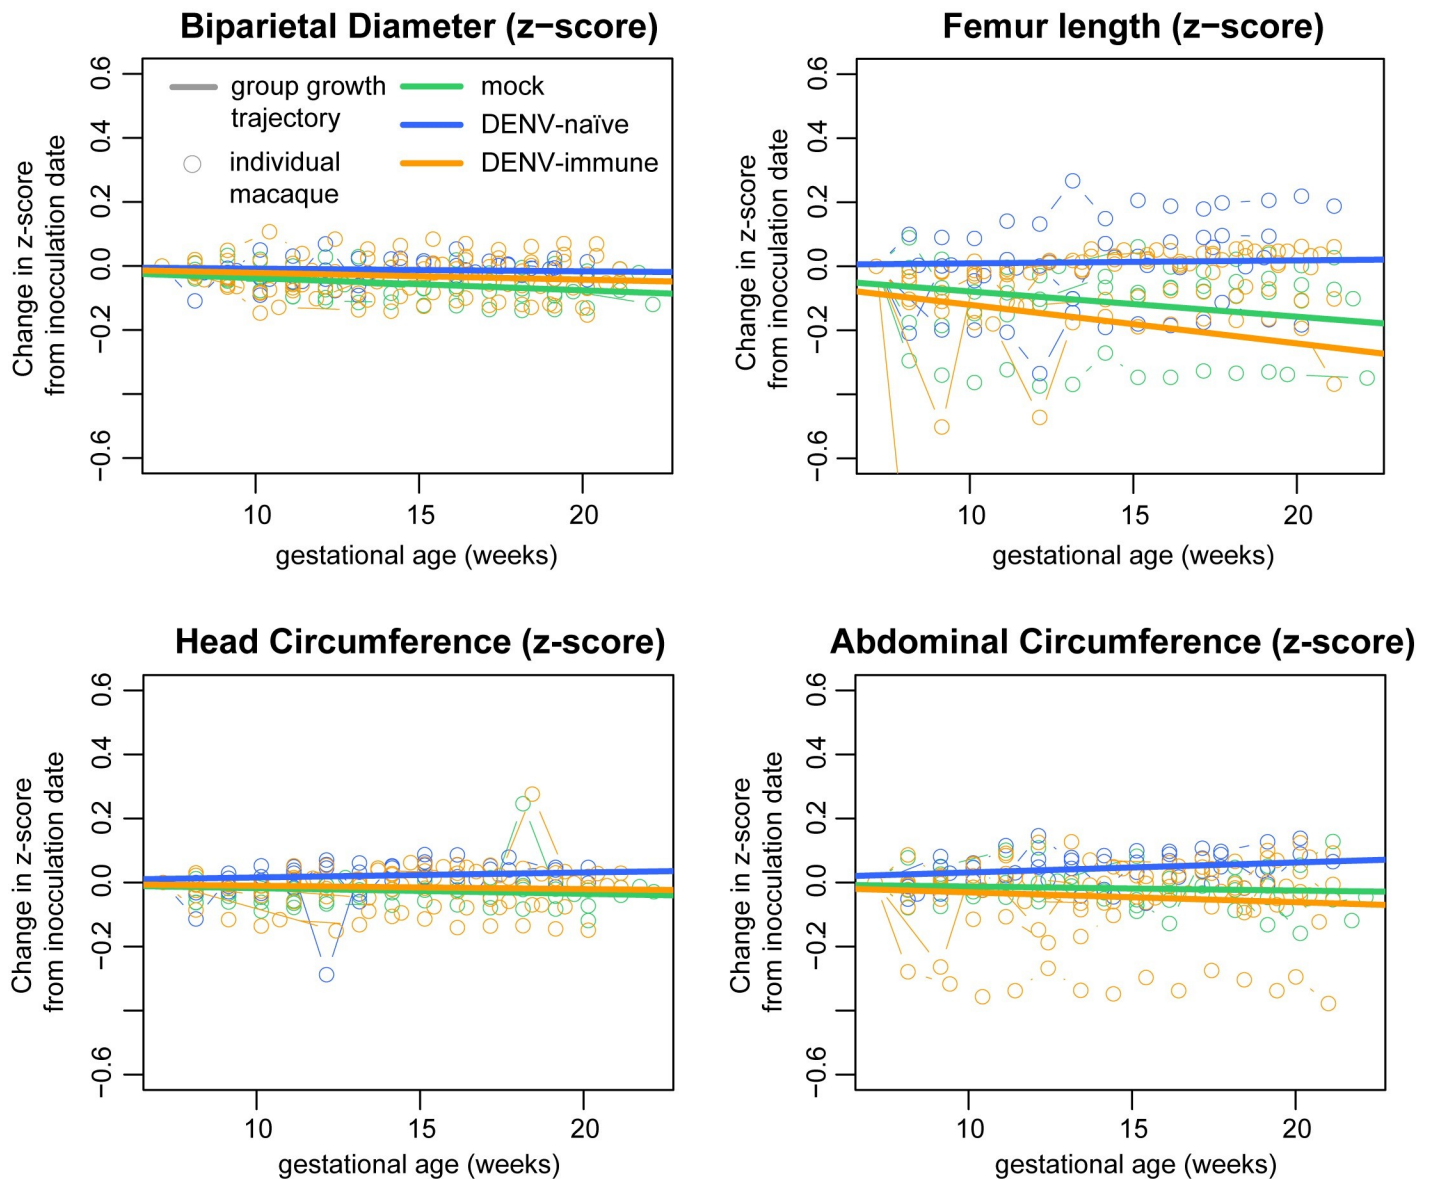 Biparietal Diameter (z−score)
0.6
0.4
0.2
0.0
−0.2
−0.6
Change in z-score
from inocculation date
group growth
trajectory
individual
macaque
mock
DENV-naïve
DENV-immune
10
15
20
gestational age (weeks)
Femur length (z−score)
0.6
0.4
0.2
0.0
−0.2
−0.6
Change in z-score
from inocculation date
10
15
20
gestational age (weeks)
Head Circumference (z-score)
0.6
0.4
0.2
0.0
−0.2
−0.6
Change in z-score
from inocculation date
10
15
20
gestational age (weeks)
Abdominal Circumference (z-score)
0.6
0.4
0.2
0.0
−0.2
−0.6
Change in z-score
from inocculation date
10
15
20
gestational age (weeks)